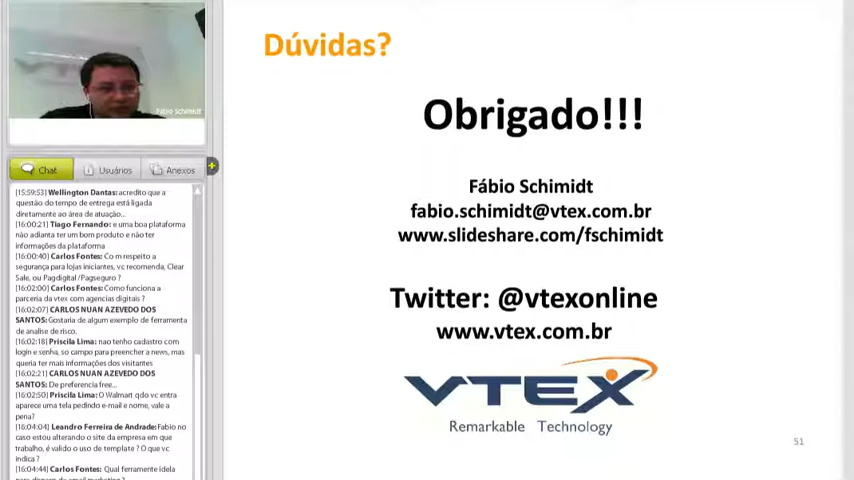 Fábio Schimidt
Chat
Usuários
Anexos
[15:59:53] Wellington Dantas: acredito que a
questão do tempo de entrega está ligada
diretamente ao área de atuação...
[16:00:21] Tiago Fernando: e uma boa plataforma
não adianta ter um bom produto e não ter
informações da plataforma
[16:00:40] Carlos Fontes: Co m respeito a
segurança para lojas iniciantes, vc recomenda, Clear
Sale, ou Pagdigital /Pagseguro ?
[16:02:00] Carlos Fontes: Como funciona a
parceria da vtex com agencias digitais ?
[16:02:07] CARLOS NUAN AZEVEDO DOS
SANTOS: Gostaria de algum exemplo de ferramenta
de analise de risco.
[16:02:18] Priscila Lima: nao tenho cadastro com
login e senha, so campo para preencher a news, mas
queria ter mais informações dos visitantes
[16:02:21] CARLOS NUAN AZEVEDO DOS
SANTOS: De preferencia free...
[16:02:50] Priscila Lima: O Walmart qdo vc entra
aparece uma tela pedindo e-mail e nome, vale a
pena?
[16:04:04] Leandro Ferreira de Andrade: Fabio no
caso estou alterando o site da empresa em que
trabalho, é valido o uso de template ? O que vc
indica ?
[16:04:44] Carlos Fontes: Qual ferramente idela
Dúvidas?
Obrigado!!!
Fábio Schimidt
fabio.schimidt@vtex.com.br
www.slideshare.com/fschimidt
Twitter: @vtexonline
www.vtex.com.br
VTEX
Remarkable Technology
51